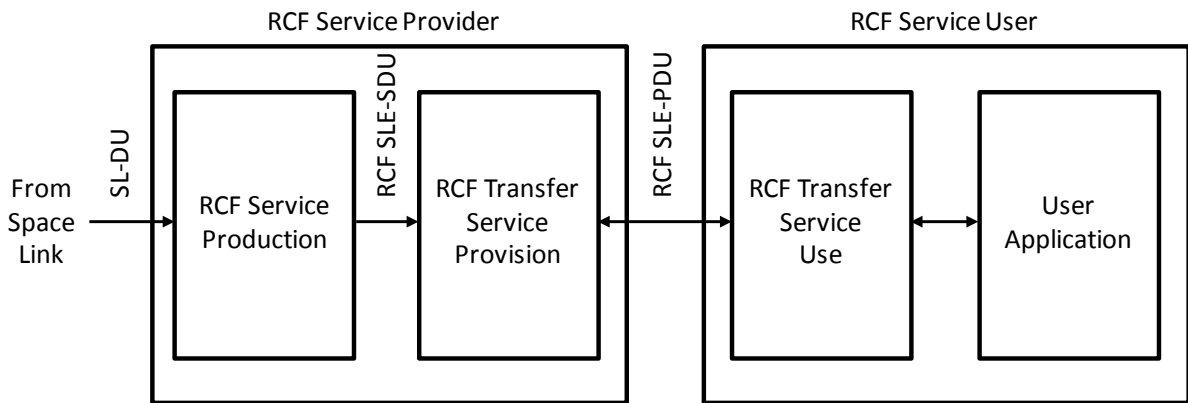 RCF Service Provider
RCF Service User
SL-DU
RCF SLE-SDU
RCF SLE-PDU
From
Space
Link
RCF Service
Production
RCF Transfer
Service
Provision
RCF Transfer
Service
Use
User
Application